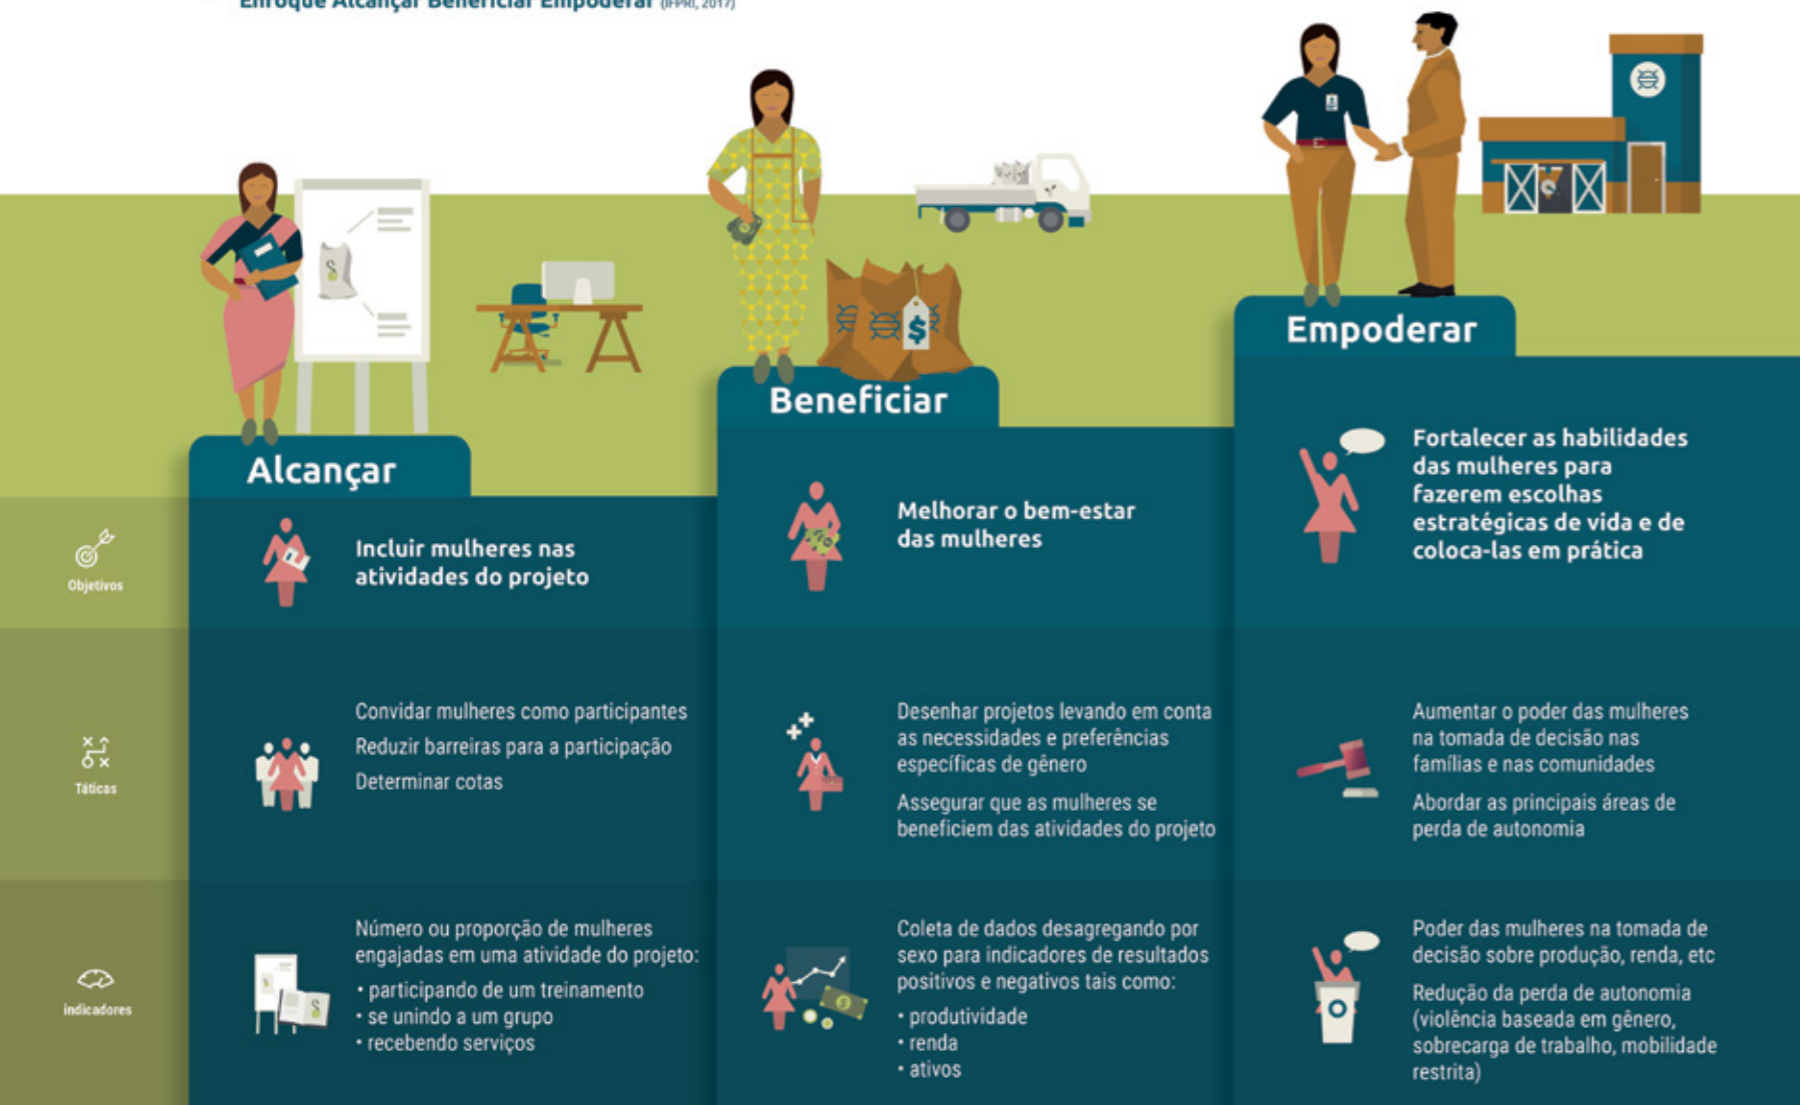 Enfoque Alcançar Beneficiar Empoderar (IFPRI, 2017)
Alcançar
Beneficiar
Empoderar
Objetivos
Incluir mulheres nas
atividades do projeto
Melhorar o bem-estar
das mulheres
Fortalecer as habilidades
das mulheres para
fazerem escolhas
estratégicas de vida e de
coloca-las em prática
Táticas
Convidar mulheres como participantes
Reduzir barreiras para a participação
Determinar cotas
Desenhar projetos levando em conta
as necessidades e preferências
específicas de gênero
Assegurar que as mulheres se
beneficiem das atividades do projeto
Aumentar o poder das mulheres
na tomada de decisão nas
famílias e nas comunidades
Abordar as principais áreas de
perda de autonomia
indicadores
Número ou proporção de mulheres
engajadas em uma atividade do projeto:
• participando de um treinamento
• se unindo a um grupo
• recebendo serviços
Coleta de dados desagregando por
sexo para indicadores de resultados
positivos e negativos tais como:
• produtividade
• renda
• ativos
Poder das mulheres na tomada de
decisão sobre produção, renda, etc
Redução da perda de autonomia
(violência baseada em gênero,
sobrecarga de trabalho, mobilidade
restrita)